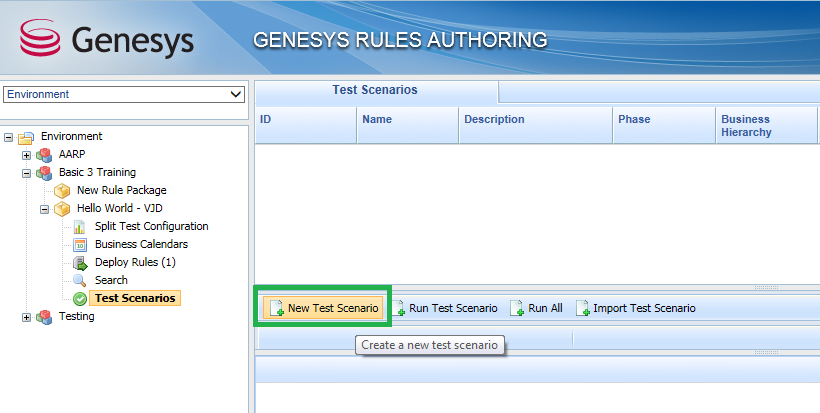 Genesys
GENESYS RULES AUTHORING
Environment
Test Scenarios
ID Name Description Phase Business Hierarchy
Environment
AARP
Basic 3 Training
New Rule Package
Hello World - VJD
Split Test Configuration
Business Calendars
Deploy Rules (1)
Search
Test Scenarios
Testing
New Test Scenario Run Test Scenario Run All Import Test Scenario
Create a new test scenario